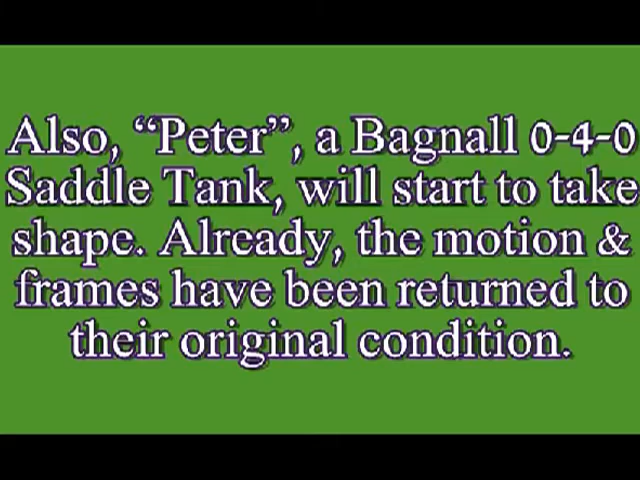 Also, “Peter”, a Bagnall 0-4-0
Saddle Tank, will start to take
shape. Already, the motion &
frames have been returned to
their original condition.